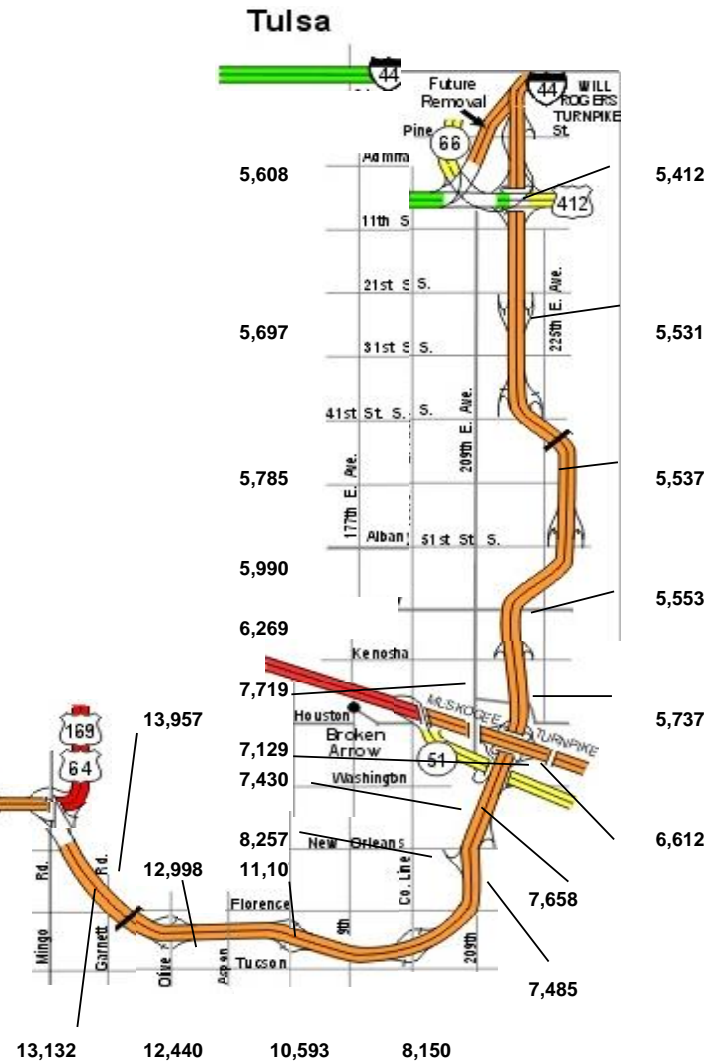 Tulsa
44
Future
Removal
44
WILL
ROGERS
TURNPIKE
Pine
St.
66
5,608
5,412
412
11th S
21st S S.
225th E. Ave.
5,697
31st S S.
5,531
41st St. S. S.
209th E. Ave.
177th E. Ave.
5,785
5,537
Albany
51st St S.
5,990
5,553
6,269
Kenosha
7,719
MUSKOGEE TURNPIKE
169
13,957
Houston
5,737
Broken
Arrow
7,129
51
64
7,430
Washington
8,257
New Orleans
6,612
Rd.
Rd.
12,998
11,10
Co. Line
7,658
Florence
Mingo
Garnett
Olive
Aspen
9th
209th
Tucson
7,485
13,132
12,440
10,593
8,150